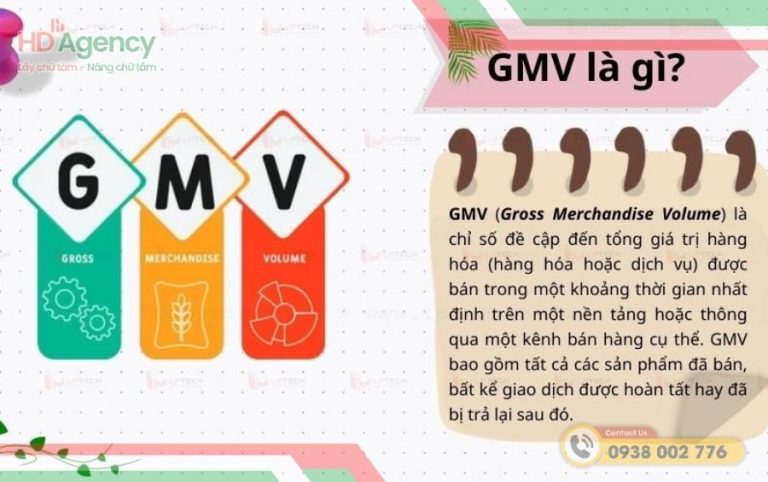 HD Agency
Lấy chữ tâm - Nâng chữ tầm
GMV là gì?
G M V
GROSS
MERCHANDISE
VOLUME
GMV (Gross Merchandise Volume) là
chỉ số đề cập đến tổng giá trị hàng
hóa (hàng hóa hoặc dịch vụ) được
bán trong một khoảng thời gian nhất
định trên một nền tảng hoặc thông
qua một kênh bán hàng cụ thể. GMV
bao gồm tất cả các sản phẩm đã bán,
bất kể giao dịch được hoàn tất hay đã
bị trả lại sau đó.
Contact Us
0938 002 776